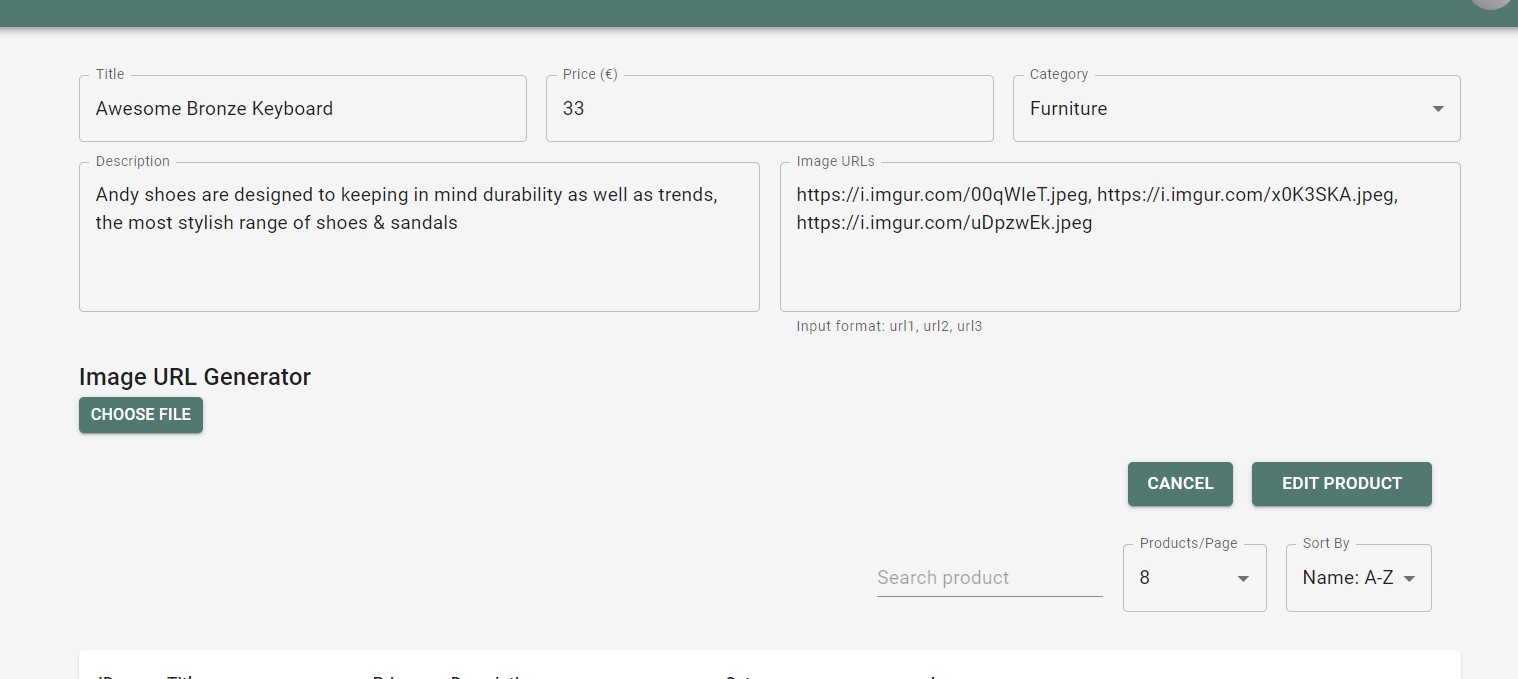 Title
Awesome Bronze Keyboard
Price (€)
33
Category
Furniture
Description
Andy shoes are designed to keeping in mind durability as well as trends,
the most stylish range of shoes & sandals
Image URLs
https://i.imgur.com/00qWleT.jpeg, https://i.imgur.com/x0K3SKA.jpeg,
https://i.imgur.com/uDpzwEk.jpeg
Input format: url1, url2, url3
Image URL Generator
CHOOSE FILE
CANCEL
EDIT PRODUCT
Search product
Products/Page
8
Sort By
Name: A-Z